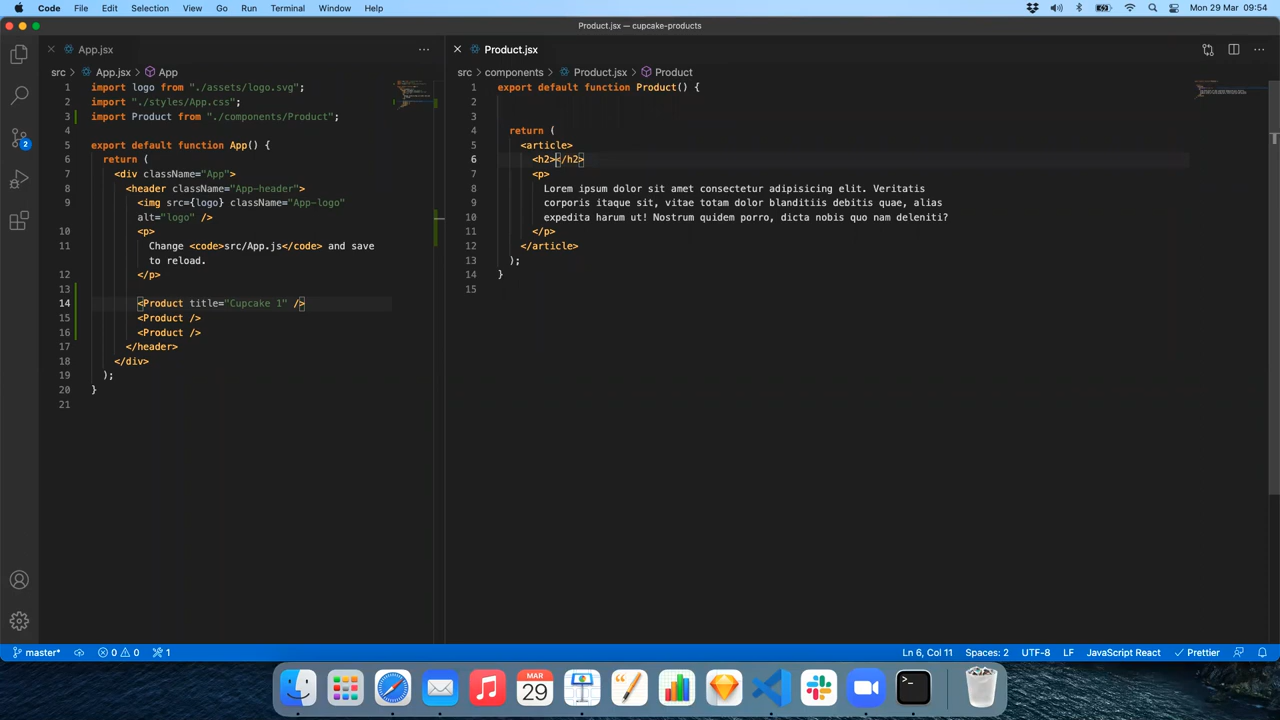 Code File Edit Selection View Go Run Terminal Window Help Mon 29 Mar 09:54
Product.jsx — cupcake-products
App.jsx
src App.jsx App
1 import logo from "./assets/logo.svg";
2 import "./styles/App.css";
3 import Product from "./components/Product";
4
5 export default function App() {
6 return (
7 <div className="App">
8 <header className="App-header">
9 <img src={logo} className="App-logo"
alt="logo" />
10 <p>
11 Change <code>src/App.js</code> and save
to reload.
12 </p>
13
14 <Product title="Cupcake 1" />
15 <Product />
16 <Product />
17 </header>
18 </div>
19 );
20 }
21
Product.jsx
src components Product.jsx Product
1 export default function Product() {
2
3
4 return (
5 <article>
6 <h2></h2>
7 <p>
8 Lorem ipsum dolor sit amet consectetur adipisicing elit. Veritatis
9 corporis itaque sit, vitae totam dolor blanditiis debitis quae, alias
10 expedita harum ut! Nostrum quidem porro, dicta nobis quo nam deleniti?
11 </p>
12 </article>
13 );
14 }
15
2
master* 0 0 1 Ln 6, Col 11 Spaces: 2 UTF-8 LF JavaScript React Prettier
MAR
29
>_